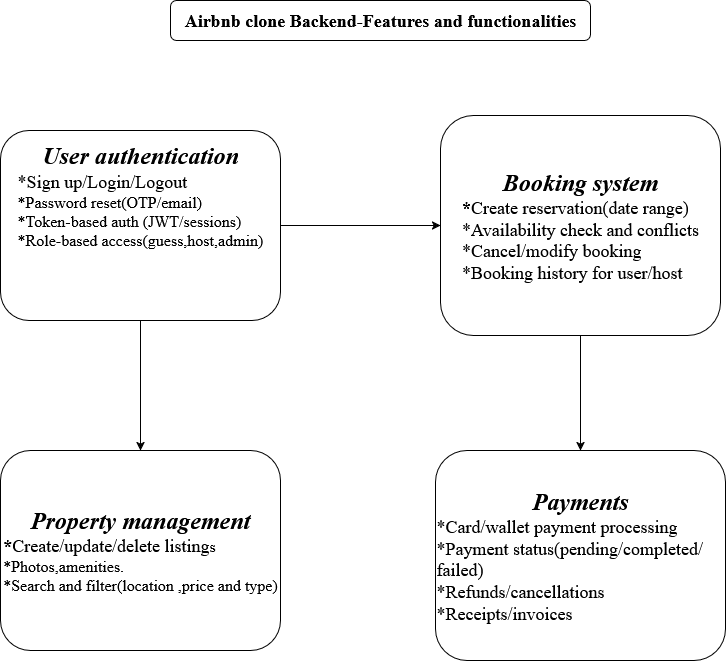 Airbnb clone Backend-Features and functionalities
User authentication
*Sign up/Login/Logout
*Password reset(OTP/email)
*Token-based auth (JWT/sessions)
*Role-based access(guess,host,admin)
Booking system
*Create reservation(date range)
*Availability check and conflicts
*Cancel/modify booking
*Booking history for user/host
Property management
*Create/update/delete listings
*Photos,amenities.
*Search and filter(location ,price and type)
Payments
*Card/wallet payment processing
*Payment status(pending/completed/
failed)
*Refunds/cancellations
*Receipts/invoices